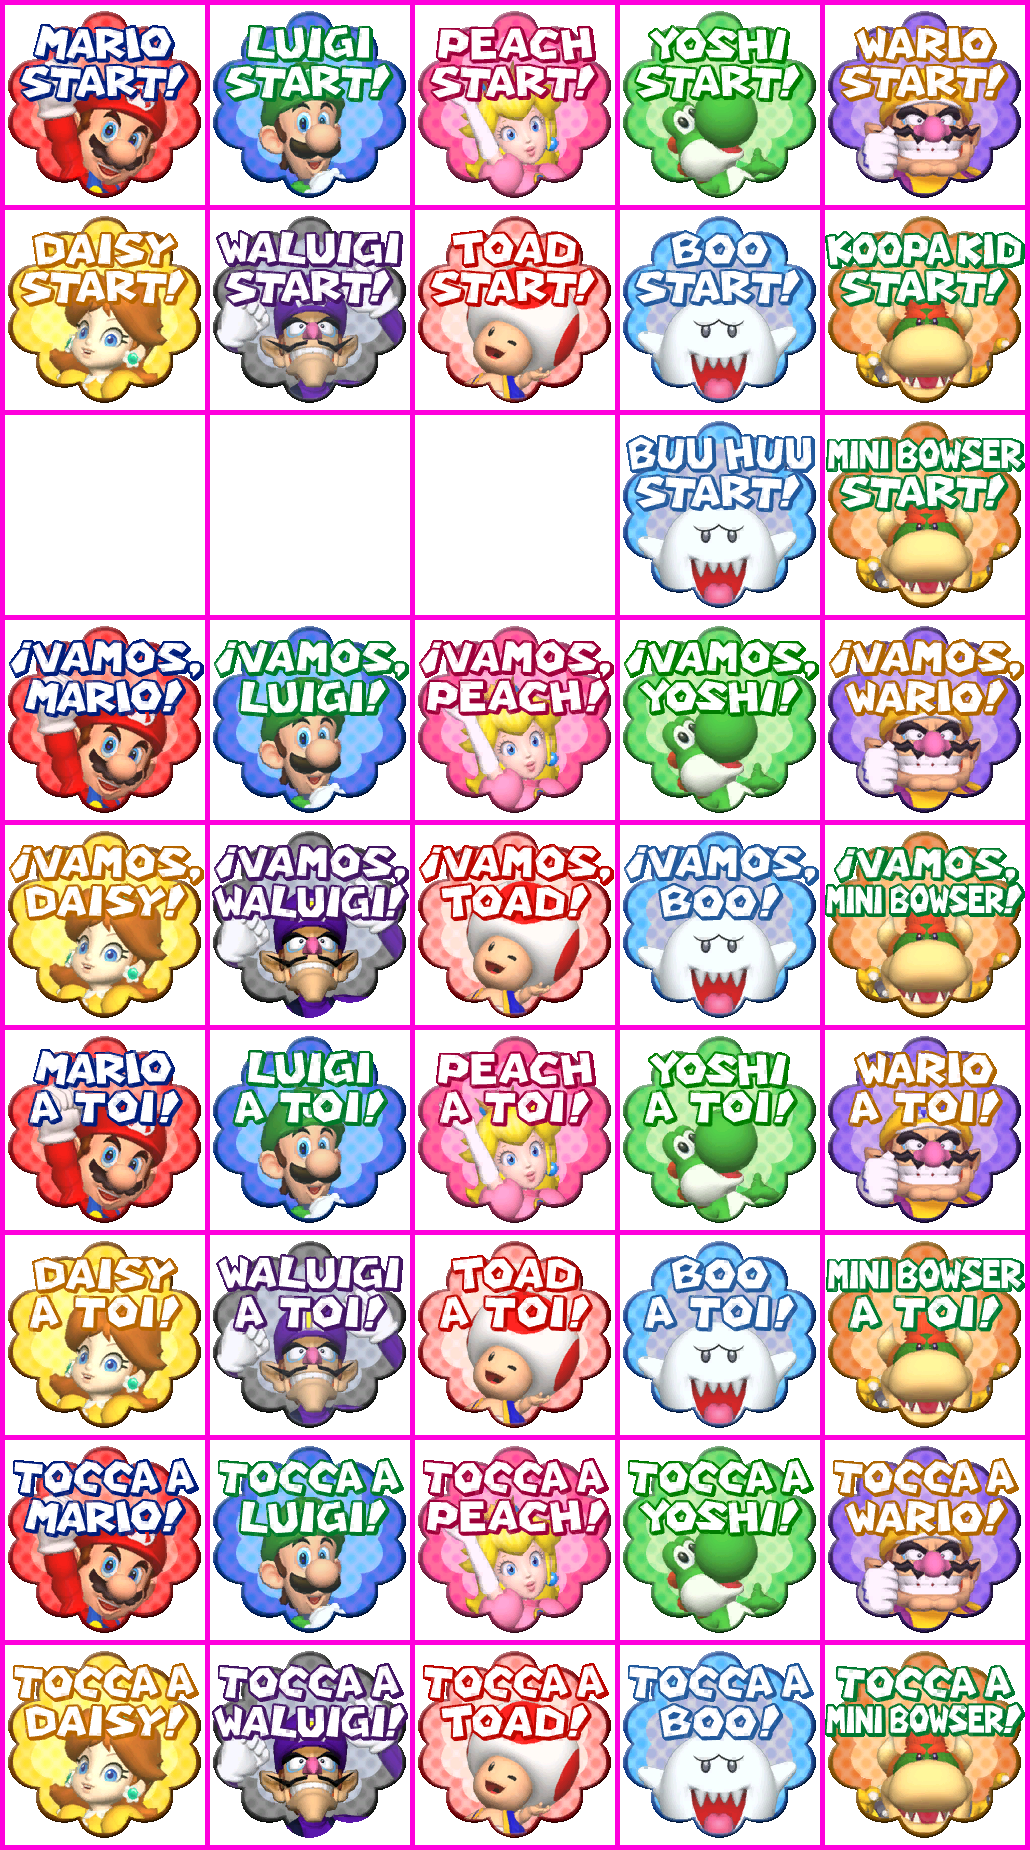 MARIO
START!
LUIGI
START!
PEACH
START!
YOSHI
START!
WARIO
START!
DAISY
START!
WALUIGI
START!
TOAD
START!
BOO
START!
KOOPA KID
START!
BUU HUU
START!
MINI BOWSER
START!
¡VAMOS,
MARIO!
¡VAMOS,
LUIGI!
¡VAMOS,
PEACH!
¡VAMOS,
YOSHI!
¡VAMOS,
WARIO!
¡VAMOS,
DAISY!
¡VAMOS,
WALUIGI!
¡VAMOS,
TOAD!
¡VAMOS,
BOO!
¡VAMOS,
MINI BOWSER!
MARIO
A TOI!
LUIGI
A TOI!
PEACH
A TOI!
YOSHI
A TOI!
WARIO
A TOI!
DAISY
A TOI!
WALUIGI
A TOI!
TOAD
A TOI!
BOO
A TOI!
MINI BOWSER
A TOI!
TOCCA A
MARIO!
TOCCA A
LUIGI!
TOCCA A
PEACH!
TOCCA A
YOSHI!
TOCCA A
WARIO!
TOCCA A
DAISY!
TOCCA A
WALUIGI!
TOCCA A
TOAD!
TOCCA A
BOO!
TOCCA A
MINI BOWSER!